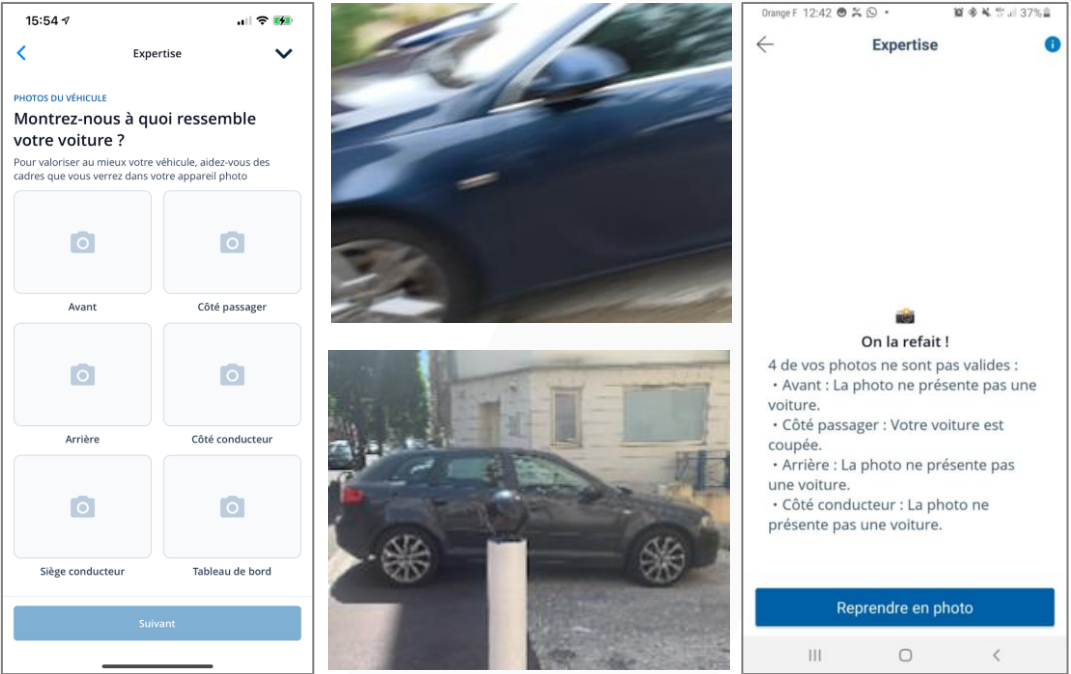 15:54
Expertise
PHOTOS DU VÉHICULE
Montrez-nous à quoi ressemble
votre voiture ?
Pour valoriser au mieux votre véhicule, aidez-vous des
cadres que vous verrez dans votre appareil photo
Avant
Côté passager
Arrière
Côté conducteur
Siège conducteur
Tableau de bord
Suivant
Orange F 12:42
37%
Expertise
On la refait !
4 de vos photos ne sont pas valides :
• Avant : La photo ne présente pas une
voiture.
• Côté passager : Votre voiture est
coupée.
• Arrière : La photo ne présente pas
une voiture.
• Côté conducteur : La photo ne
présente pas une voiture.
Reprendre en photo